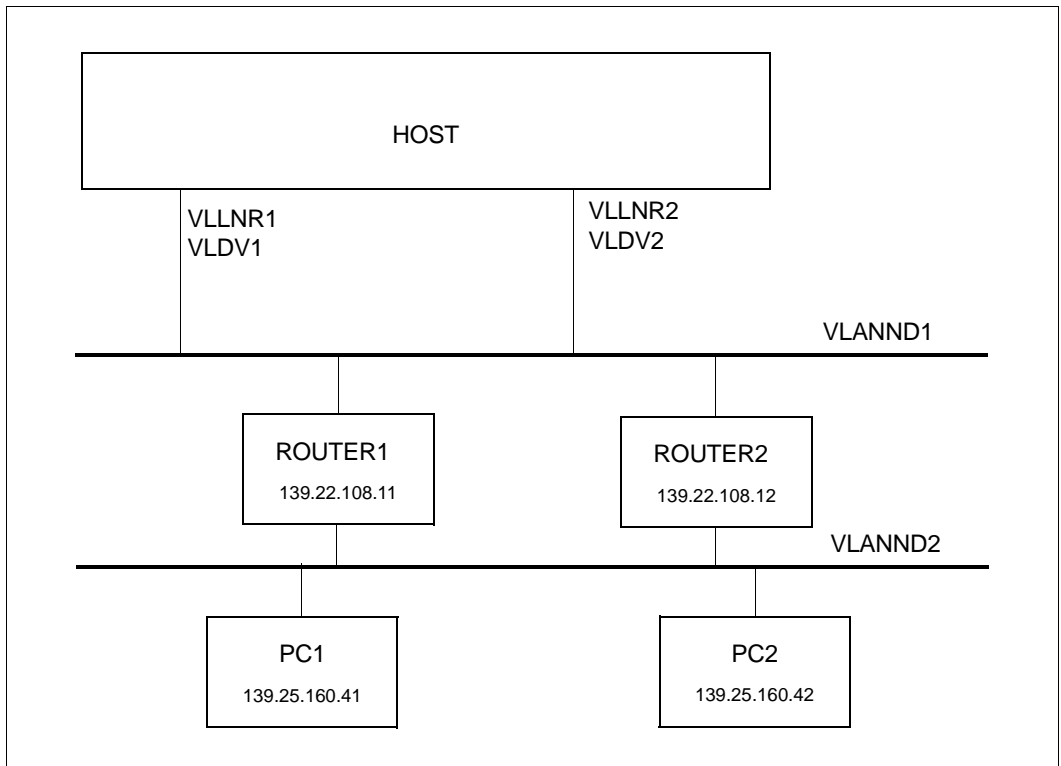 HOST
VLLNR1
VLDV1
VLLNR2
VLDV2
VLANND1
ROUTER1
139.22.108.11
ROUTER2
139.22.108.12
VLANND2
PC1
139.25.160.41
PC2
139.25.160.42